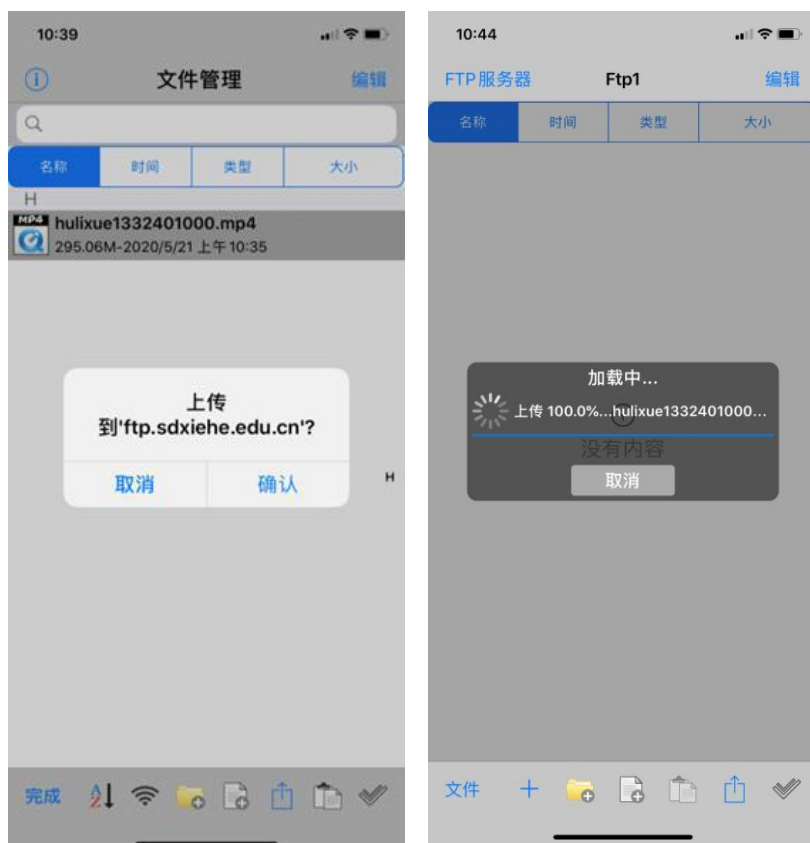 10:39
文件管理
编辑
名称
时间
类型
大小
H
MP4
hulixue1332401000.mp4
295.06M-2020/5/21 上午10:35
上传
到'ftp.sdxiehe.edu.cn'?
取消
确认
H
完成
A
Z
10:44
FTP服务器
Ftp1
编辑
名称
时间
类型
大小
加载中...
上传 100.0%...hulixue1332401000...
没有内容
取消
文件